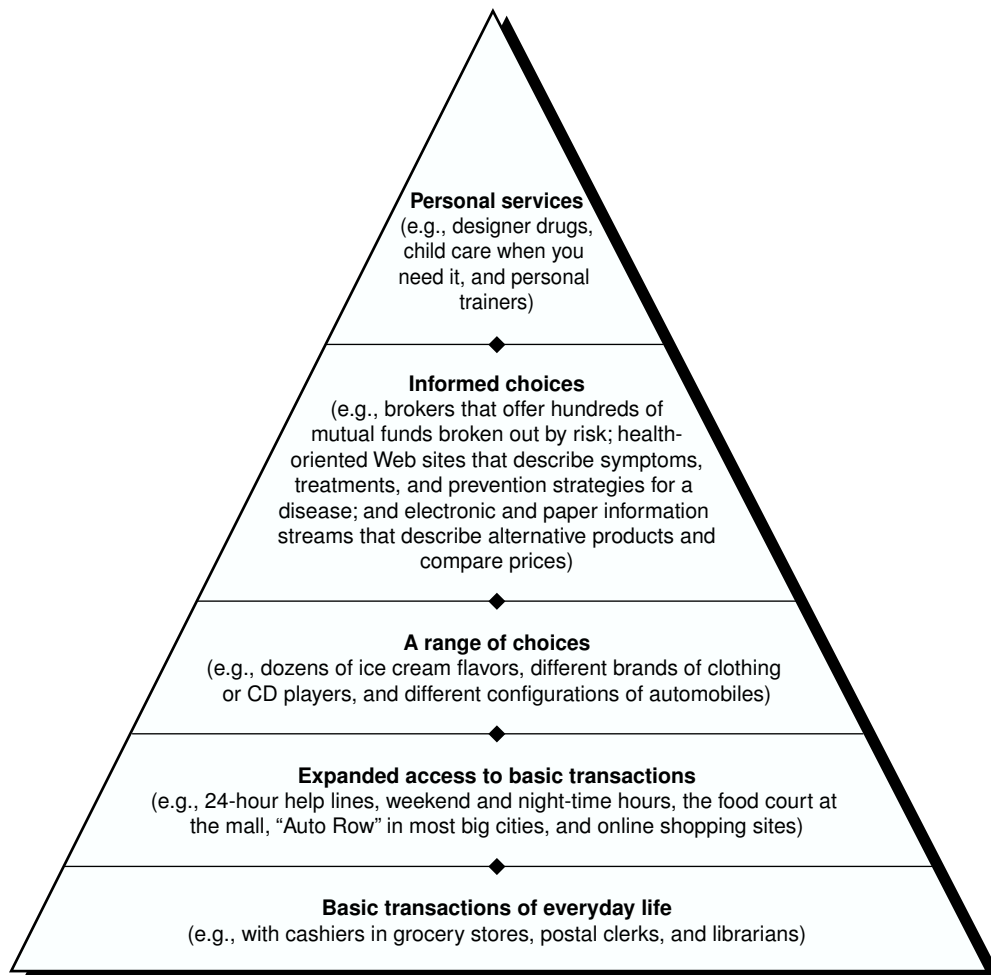 Personal services
(e.g., designer drugs,
child care when you
need it, and personal
trainers)
Informed choices
(e.g., brokers that offer hundreds of
mutual funds broken out by risk; health-
oriented Web sites that describe symptoms,
treatments, and prevention strategies for a
disease; and electronic and paper information
streams that describe alternative products and
compare prices)
A range of choices
(e.g., dozens of ice cream flavors, different brands of clothing
or CD players, and different configurations of automobiles)
Expanded access to basic transactions
(e.g., 24-hour help lines, weekend and night-time hours, the food court at
the mall, “Auto Row” in most big cities, and online shopping sites)
Basic transactions of everyday life
(e.g., with cashiers in grocery stores, postal clerks, and librarians)